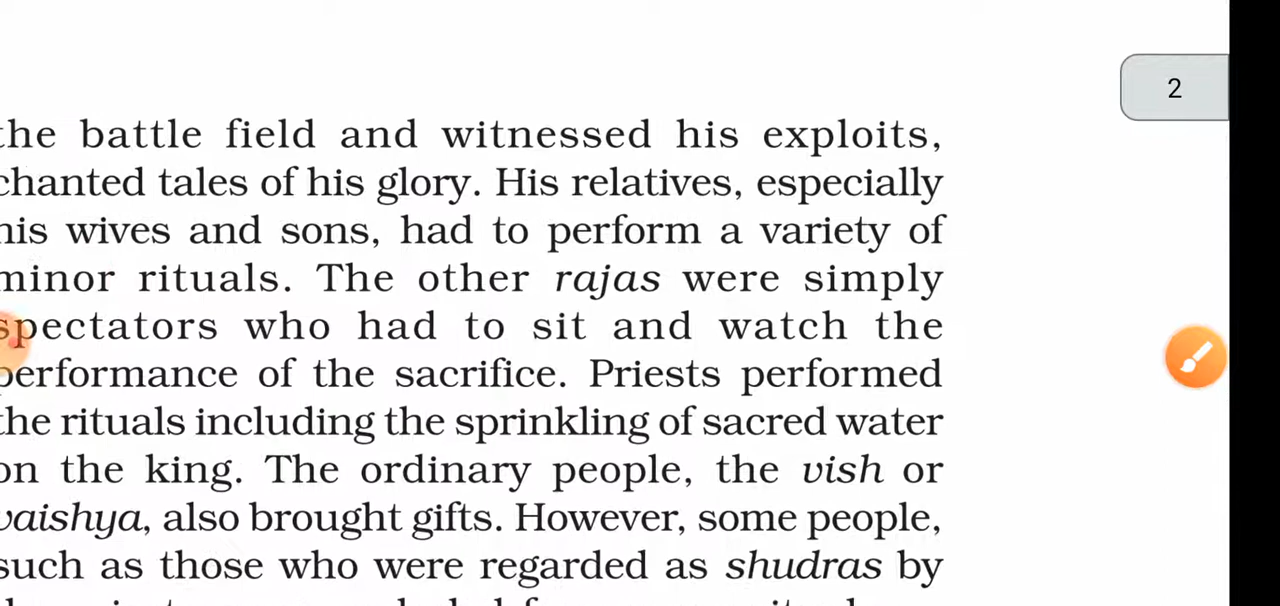 2
the battle field and witnessed his exploits,
chanted tales of his glory. His relatives, especially
his wives and sons, had to perform a variety of
minor rituals. The other rajas were simply
spectators who had to sit and watch the
performance of the sacrifice. Priests performed
the rituals including the sprinkling of sacred water
on the king. The ordinary people, the vish or
vaishya, also brought gifts. However, some people,
such as those who were regarded as shudras by